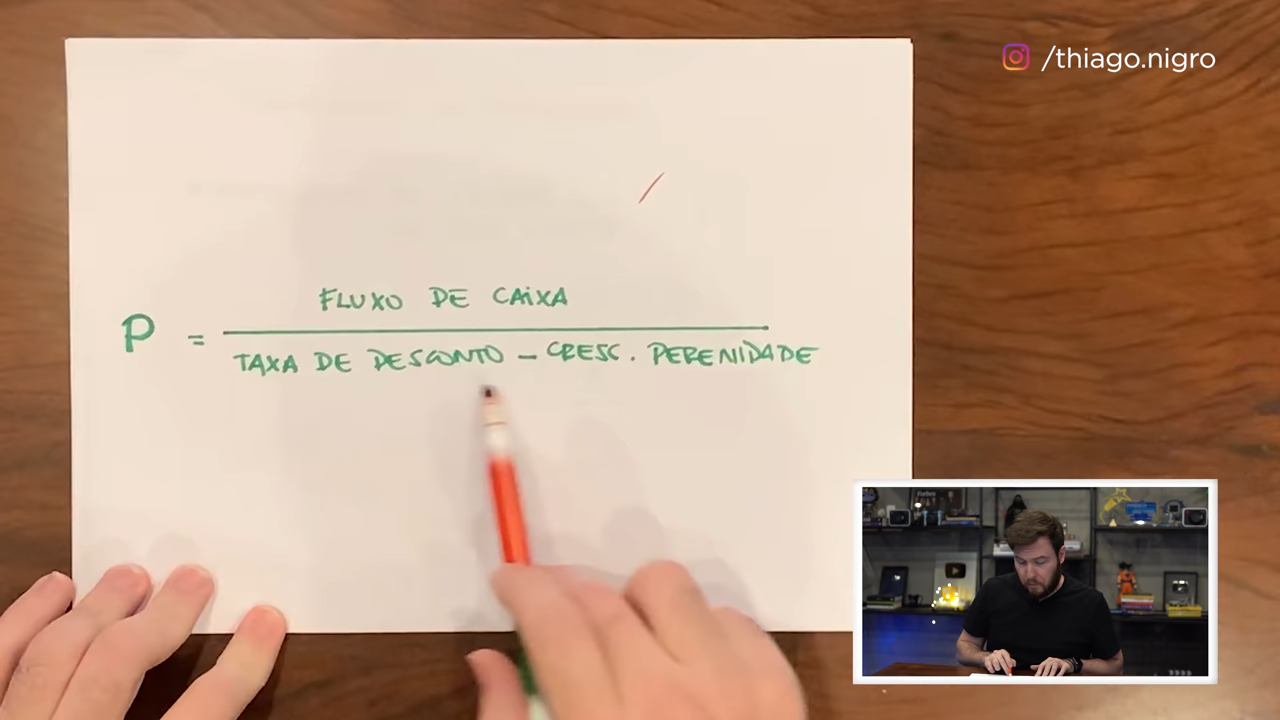 /thiago.nigro
FLUXO DE CAIXA
P =
TAXA DE DESCONTO - CRESC. PERENIDADE